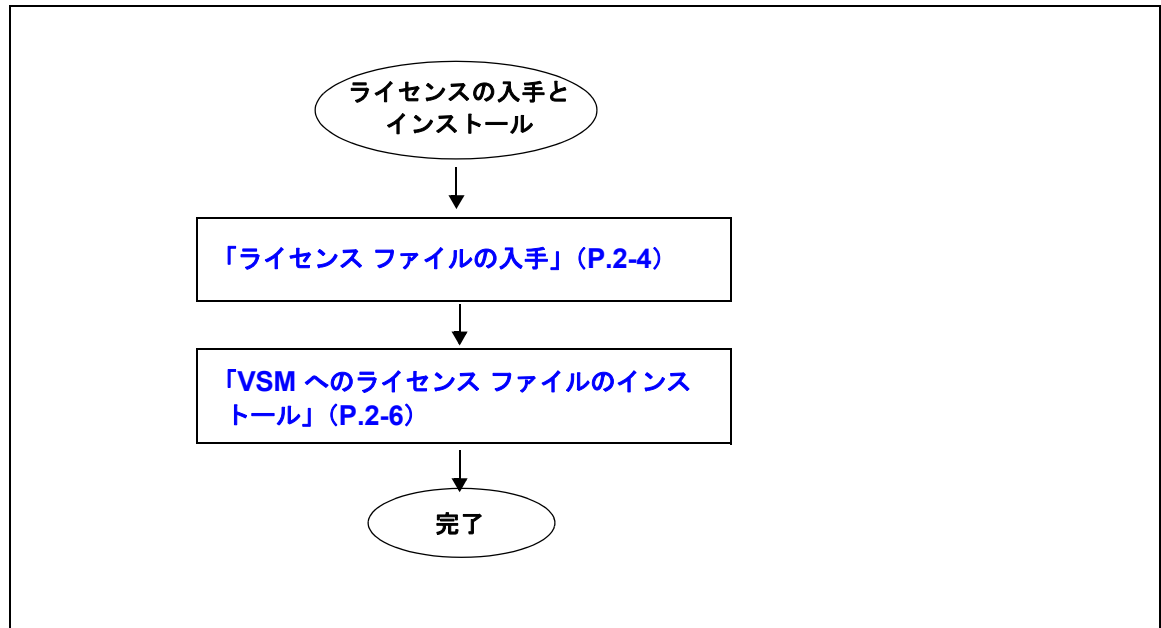 ライセンスの入手と
インストール
「ライセンス ファイルの入手」（P.2-4）
「VSM へのライセンス ファイルのインス
トール」（P.2-6）
完了